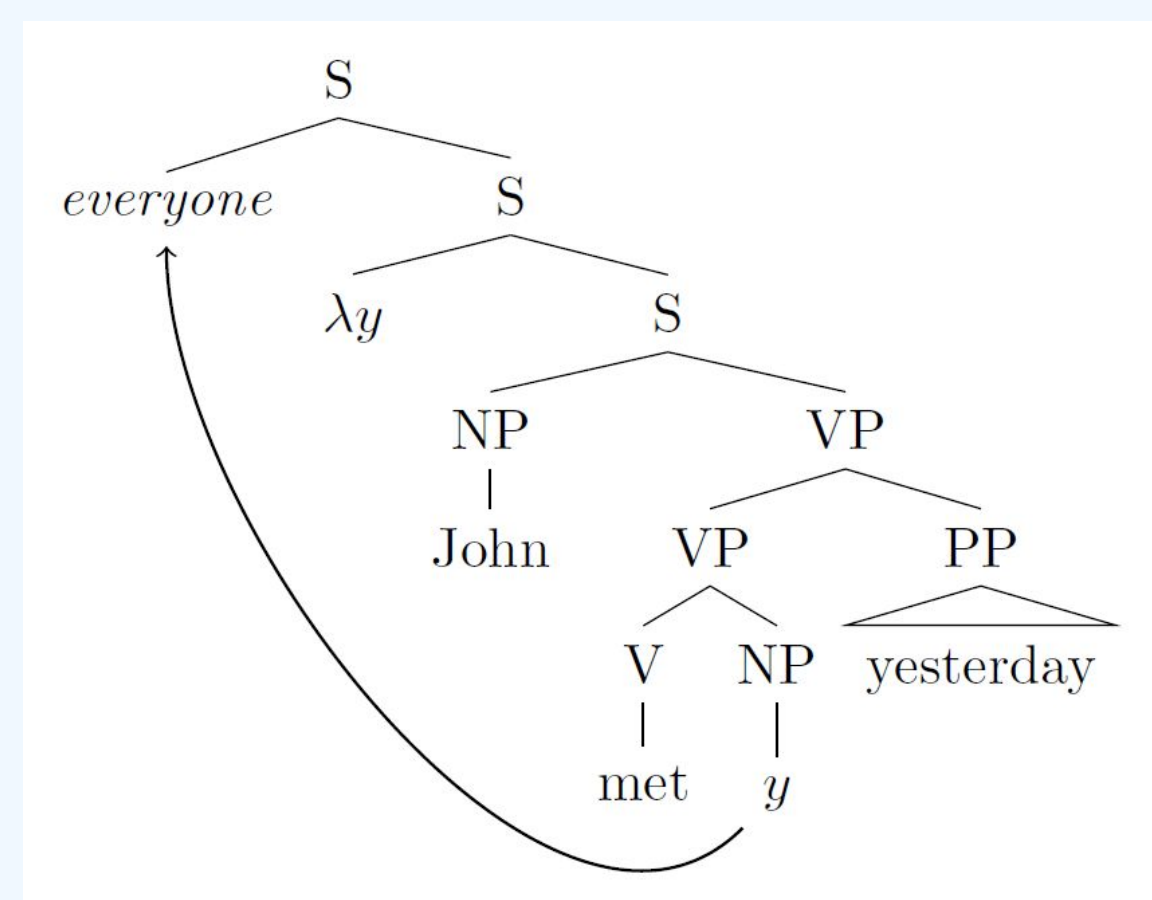 S
everyone S
λy S
NP VP
John VP PP
V NP yesterday
met y